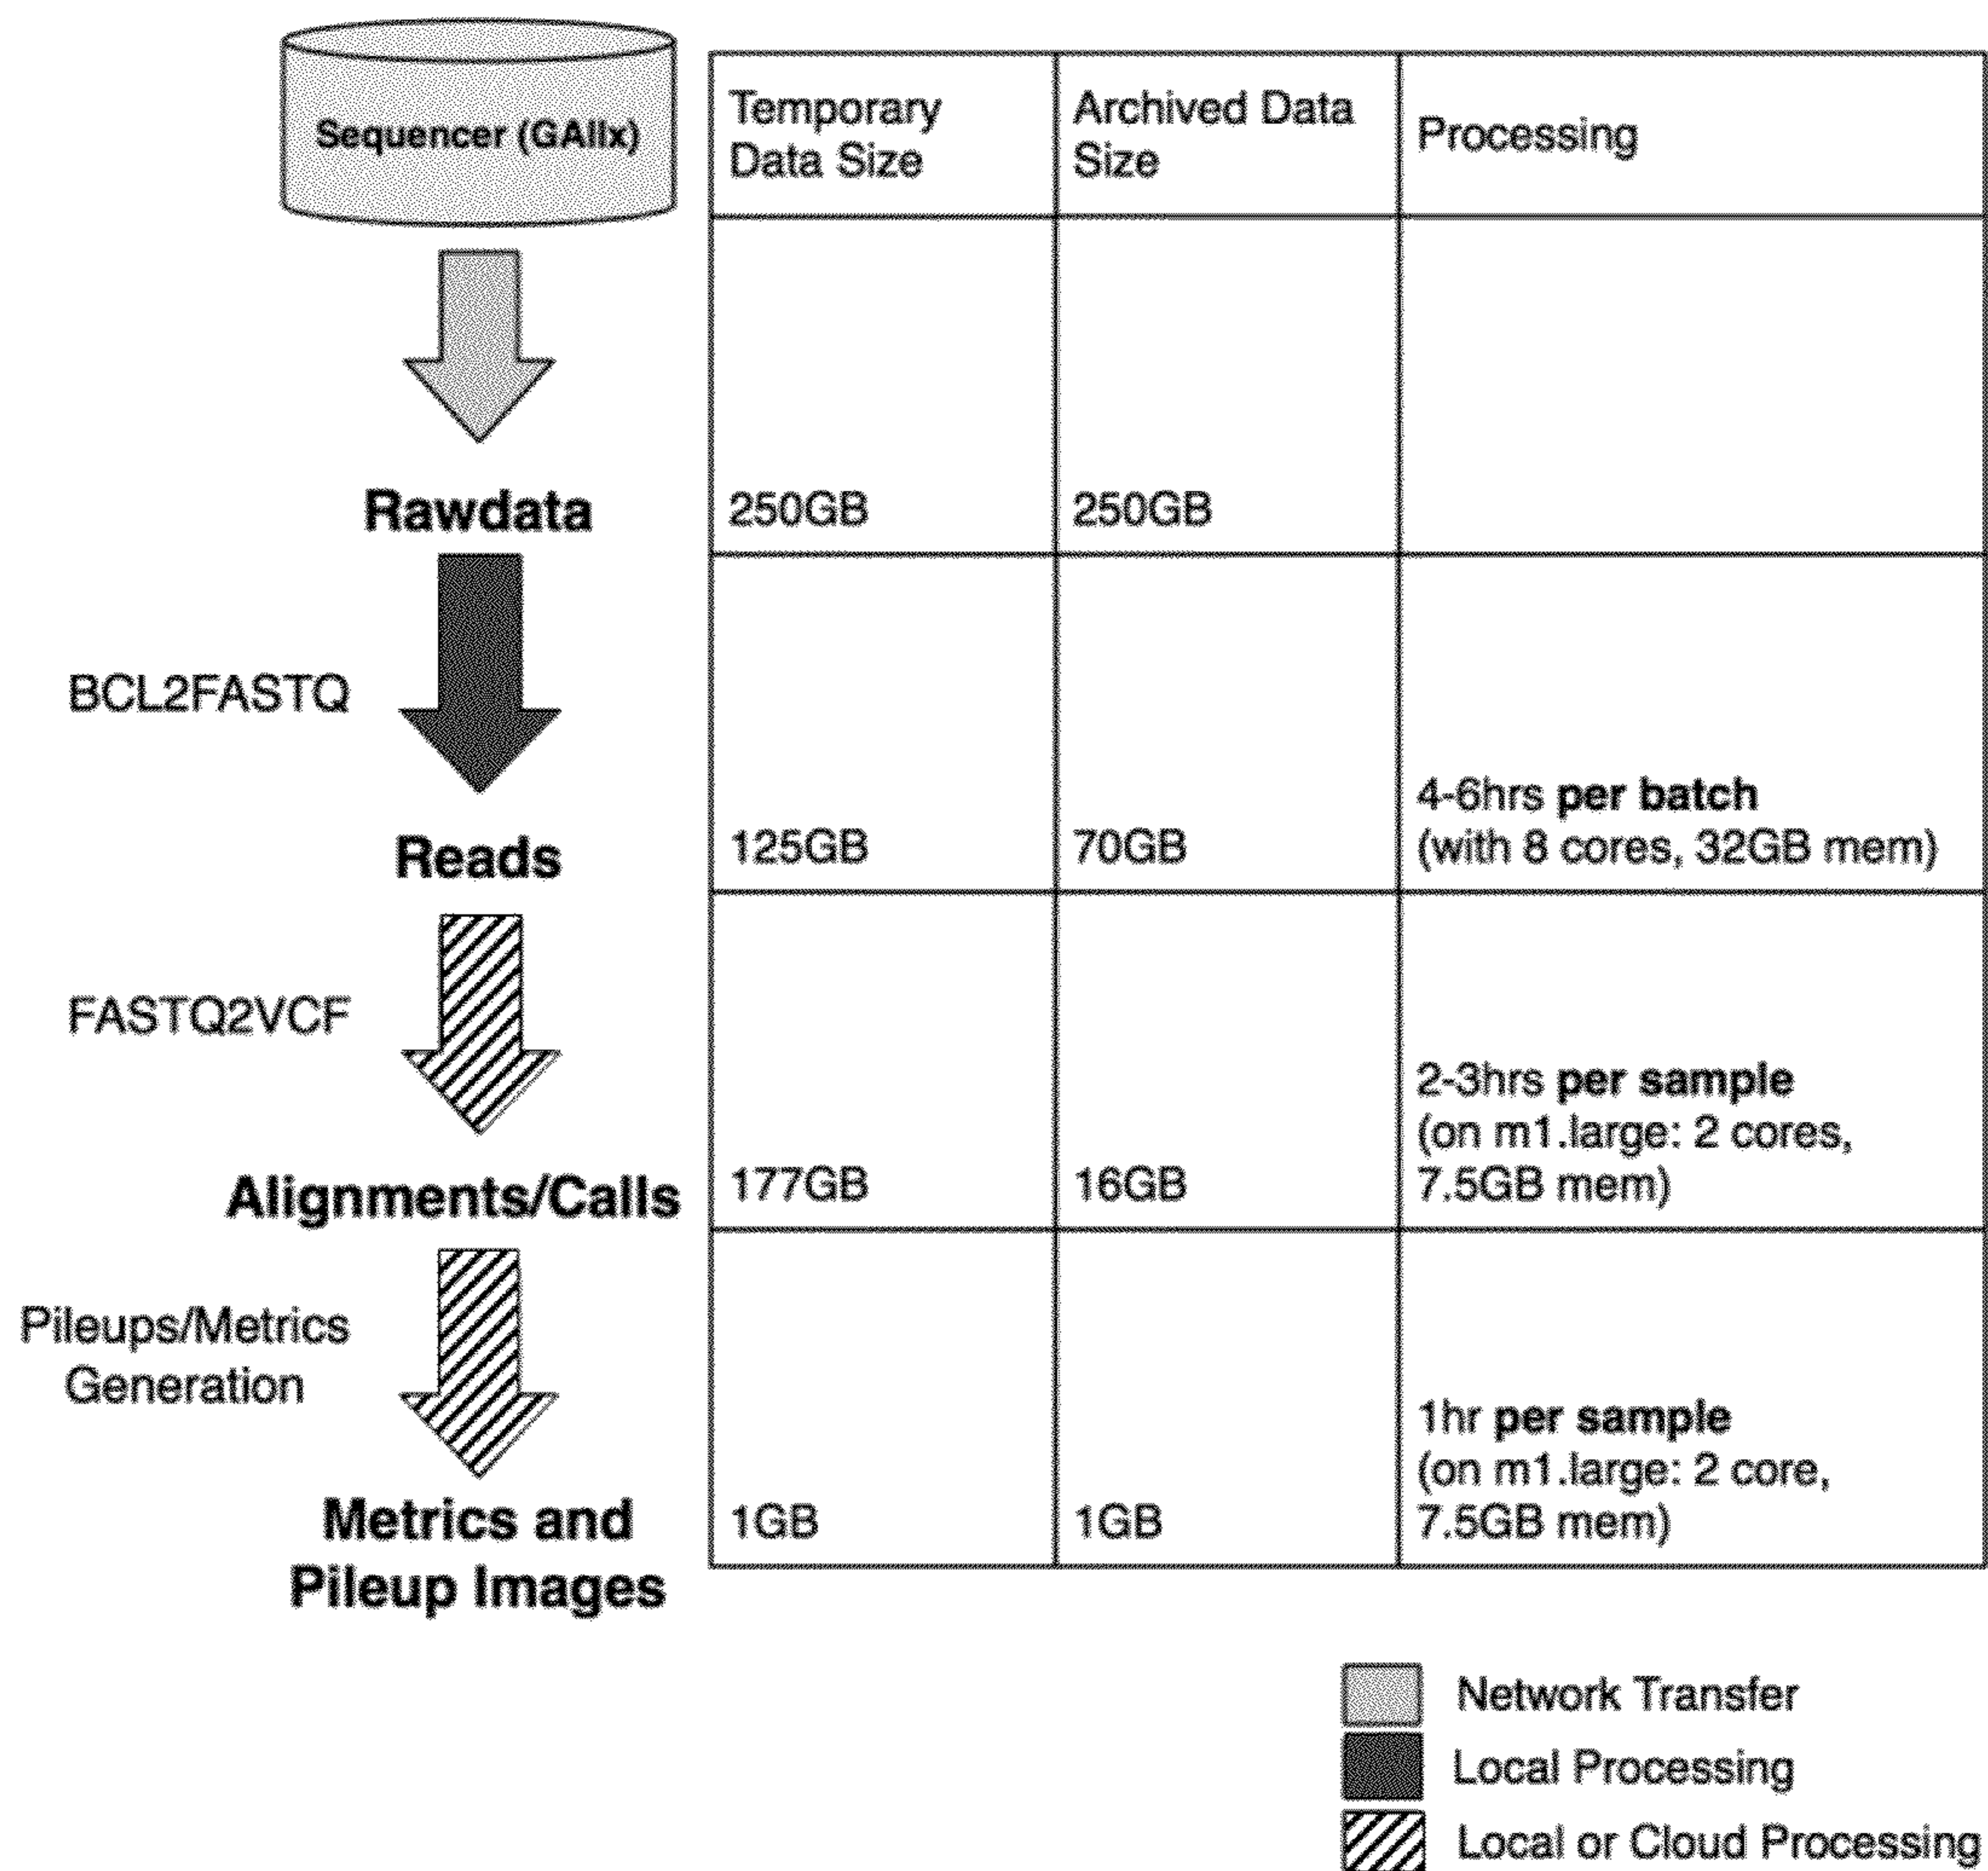 Sequencer (GAIIx)
Temporary
Data Size
Archived Data
Size
Processing
Rawdata
250GB
250GB
BCL2FASTQ
Reads
125GB
70GB
4-6hrs per batch
(with 8 cores, 32GB mem)
FASTQ2VCF
Alignments/Calls
177GB
16GB
2-3hrs per sample
(on m1.large: 2 cores,
7.5GB mem)
Pileups/Metrics
Generation
Metrics and
Pileup Images
1GB
1GB
1hr per sample
(on m1.large: 2 core,
7.5GB mem)
Network Transfer
Local Processing
Local or Cloud Processing